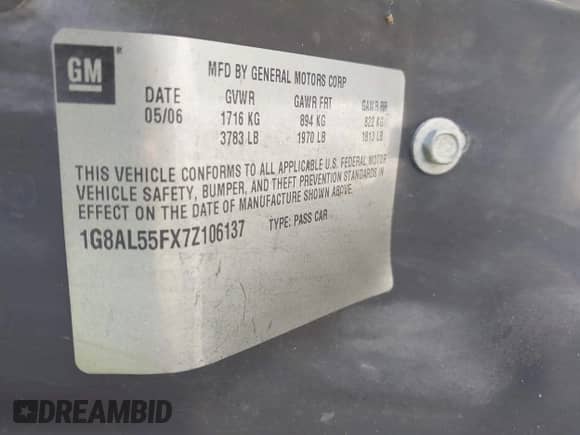 GM
MFD BY GENERAL MOTORS CORP
DATE GVWR GAWR FRT GAWR RR
05/06 1716 KG 894 KG 822 KG
3783 LB 1970 LB 1813 LB
THIS VEHICLE CONFORMS TO ALL APPLICABLE U.S. FEDERAL MOTOR
VEHICLE SAFETY, BUMPER, AND THEFT PREVENTION STANDARDS IN
EFFECT ON THE DATE OF MANUFACTURE SHOWN ABOVE.
1G8AL55FX7Z106137 TYPE: PASS CAR
DREAMBID